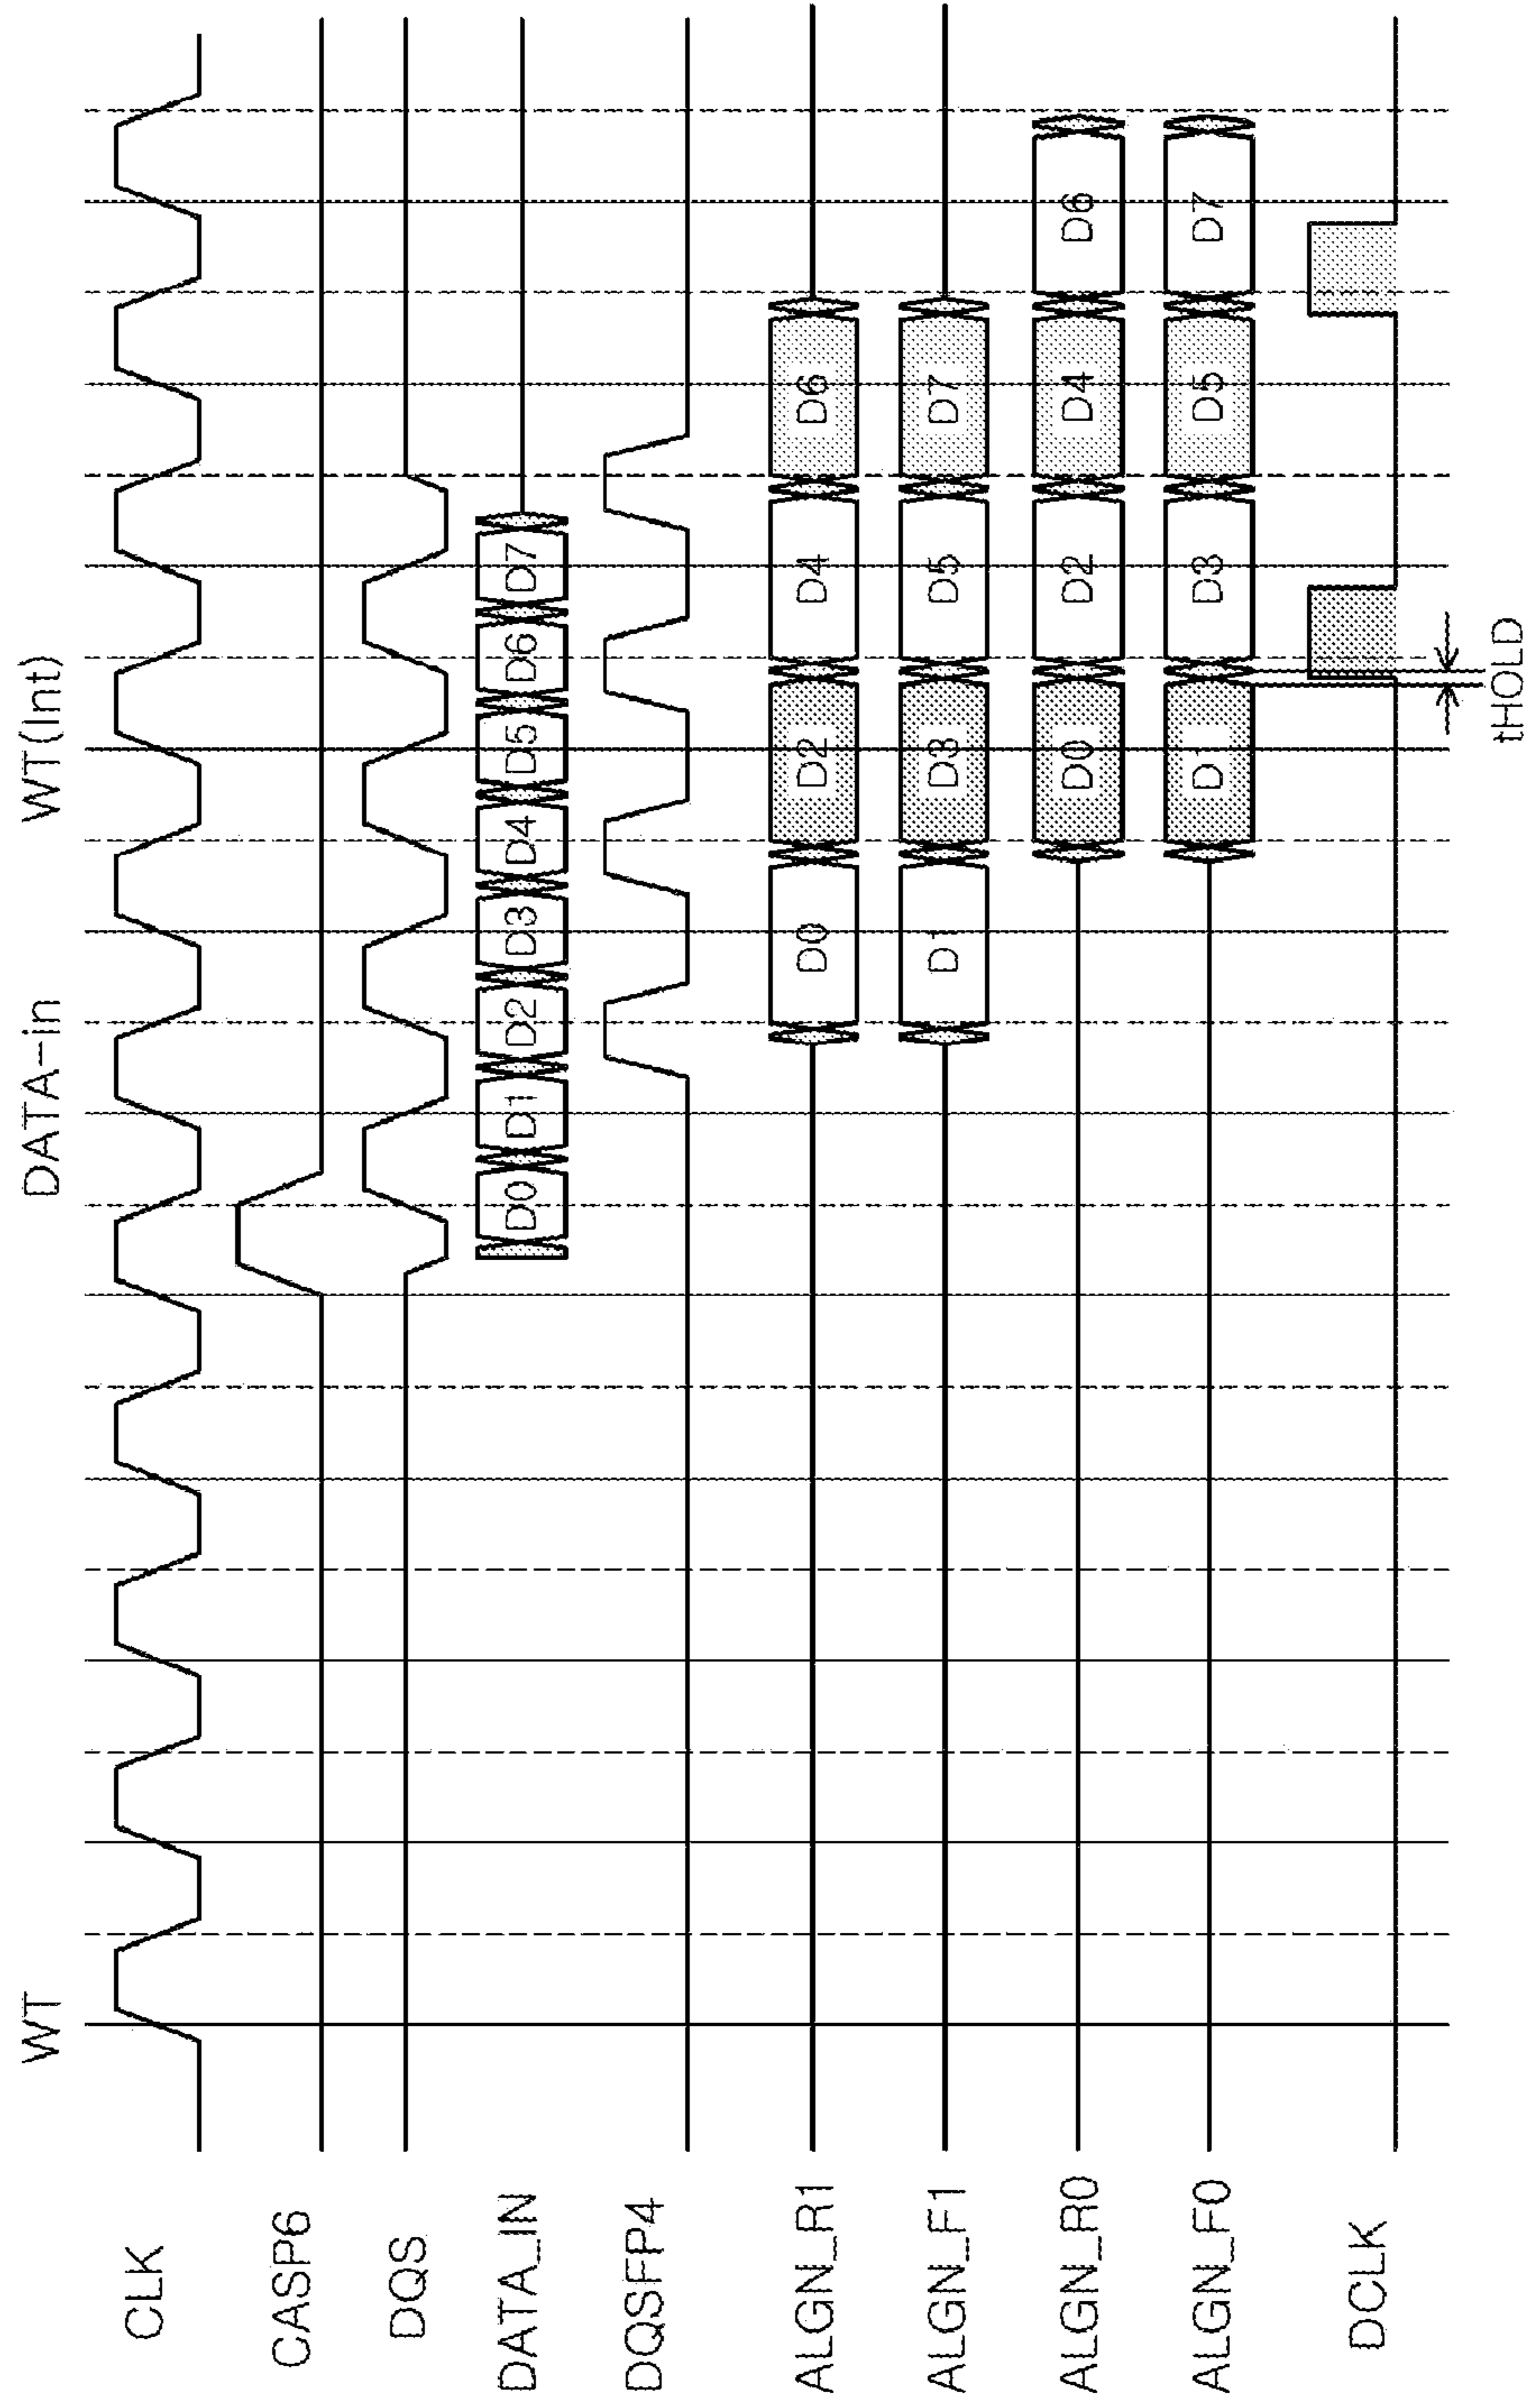 WT DATA-in WT(Int)
CLK
CASP6
DQS
DATA_IN D0 D1 D2 D3 D4 D5 D6 D7
DQSFP4
ALGN_R1 D0 D2 D4 D6
ALGN_F1 D1 D3 D5 D7
ALGN_R0 D0 D2 D4 D6
ALGN_F0 D1 D3 D5 D7
DCLK
tHOLD